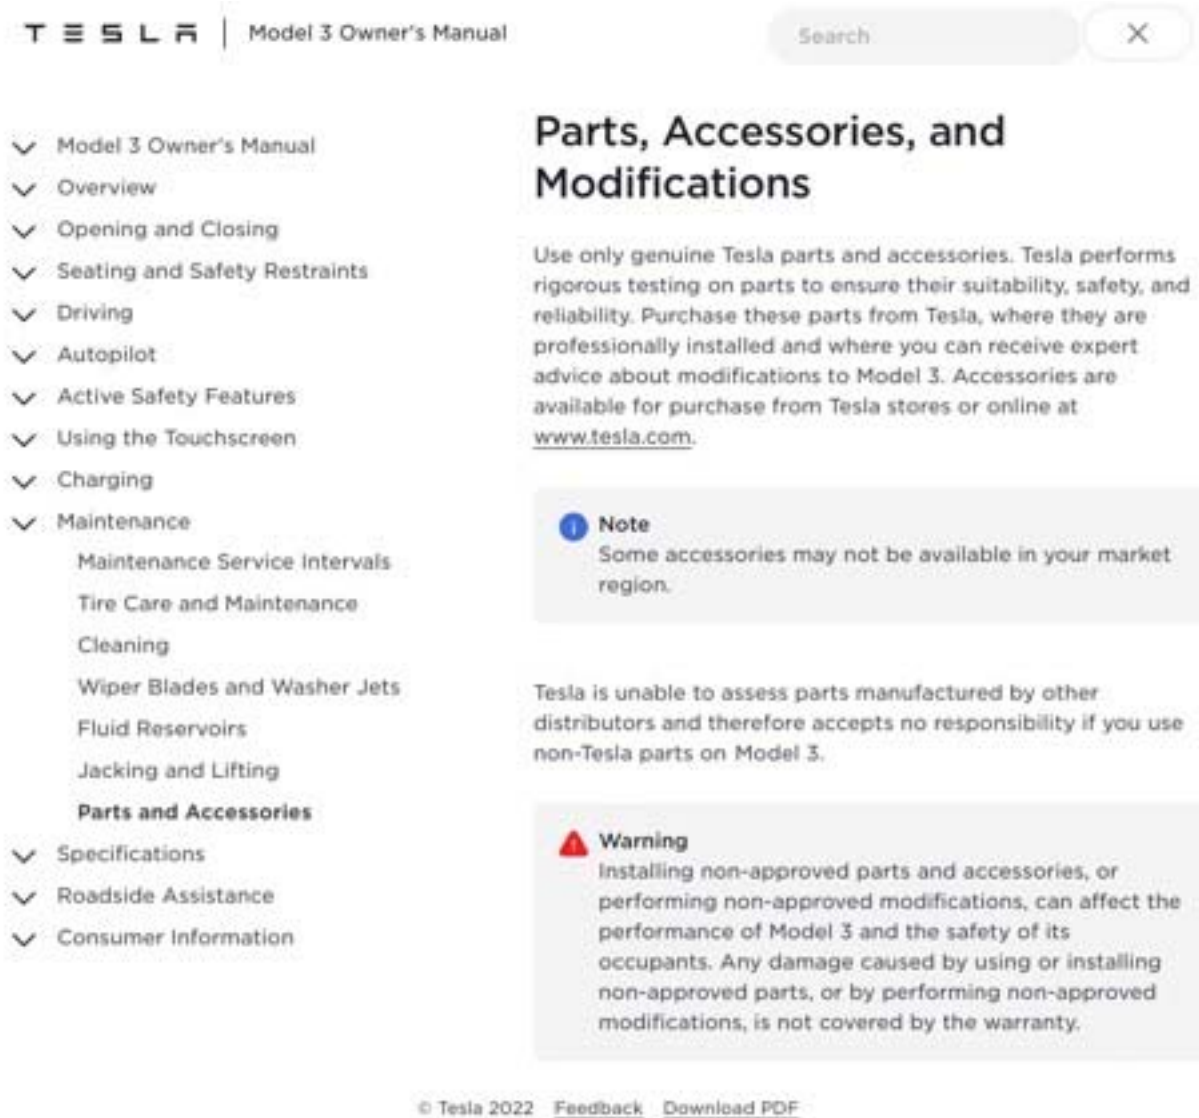 TESLA
Model 3 Owner's Manual
Search
Model 3 Owner's Manual
Overview
Opening and Closing
Seating and Safety Restraints
Driving
Autopilot
Active Safety Features
Using the Touchscreen
Charging
Maintenance
Maintenance Service Intervals
Tire Care and Maintenance
Cleaning
Wiper Blades and Washer Jets
Fluid Reservoirs
Jacking and Lifting
Parts and Accessories
Specifications
Roadside Assistance
Consumer Information
Parts, Accessories, and
Modifications
Use only genuine Tesla parts and accessories. Tesla performs
rigorous testing on parts to ensure their suitability, safety, and
reliability. Purchase these parts from Tesla, where they are
professionally installed and where you can receive expert
advice about modifications to Model 3. Accessories are
available for purchase from Tesla stores or online at
www.tesla.com.
Note
Some accessories may not be available in your market
region.
Tesla is unable to assess parts manufactured by other
distributors and therefore accepts no responsibility if you use
non-Tesla parts on Model 3.
Warning
Installing non-approved parts and accessories, or
performing non-approved modifications, can affect the
performance of Model 3 and the safety of its
occupants. Any damage caused by using or installing
non-approved parts, or by performing non-approved
modifications, is not covered by the warranty.
© Tesla 2022 Feedback Download PDF